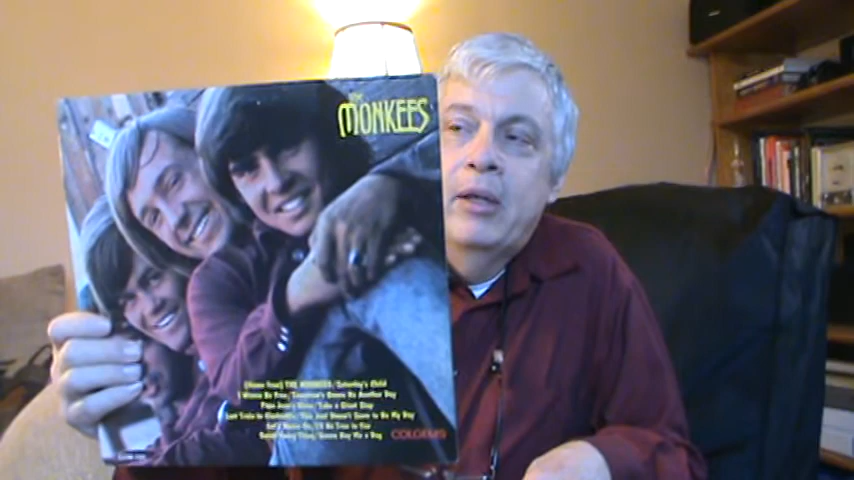 THE
MONKEES
(Theme From) THE MONKEES/Saturday's Child
I Wanna Be Free/Tomorrow's Gonna Be Another Day
Papa Jean's Blues/Take a Giant Step
Last Train to Clarksville/This Just Doesn't Seem to Be My Day
Let's Dance On/I'll Be True to You
Sweet Young Thing/Gonna Buy Me a Dog
COLGEMS